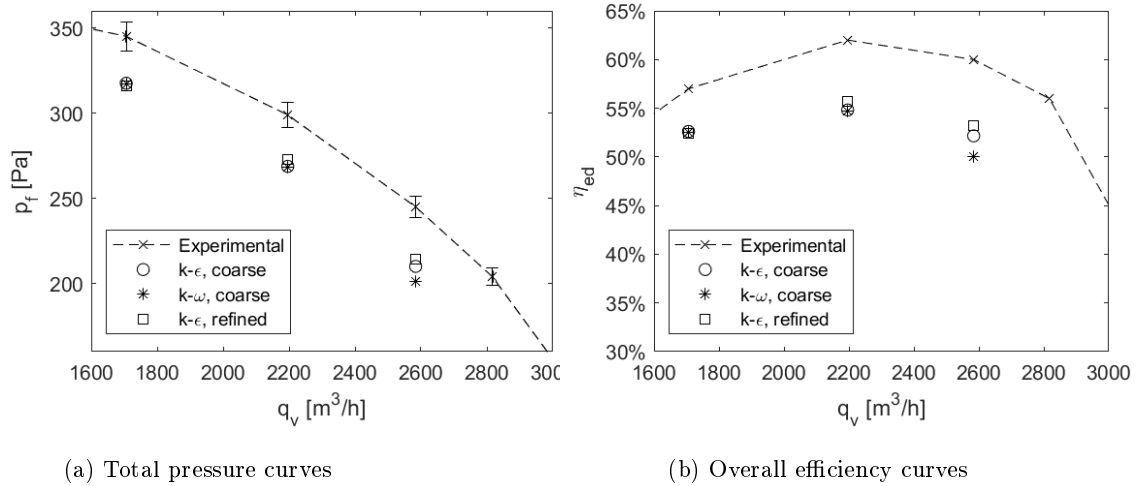 350
300
250
200
p_f [Pa]
Experimental
k-ϵ, coarse
k-ω, coarse
k-ϵ, refined
1600 1800 2000 2200 2400 2600 2800 300
q_v [m³/h]
(a) Total pressure curves
65%
60%
55%
50%
45%
40%
35%
30%
η_ed
Experimental
k-ϵ, coarse
k-ω, coarse
k-ϵ, refined
1600 1800 2000 2200 2400 2600 2800 3000
q_v [m³/h]
(b) Overall efficiency curves